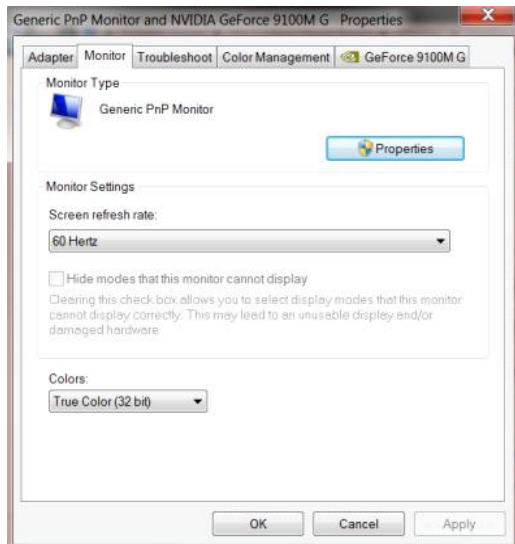 Generic PnP Monitor and NVIDIA GeForce 9100M G Properties
Adapter Monitor Troubleshoot Color Management GeForce 9100M G
Monitor Type
Generic PnP Monitor
Properties
Monitor Settings
Screen refresh rate:
60 Hertz
Hide modes that this monitor cannot display
Clearing this check box allows you to select display modes that this monitor
cannot display correctly. This may lead to an unusable display and/or
damaged hardware.
Colors:
True Color (32 bit)
OK Cancel Apply